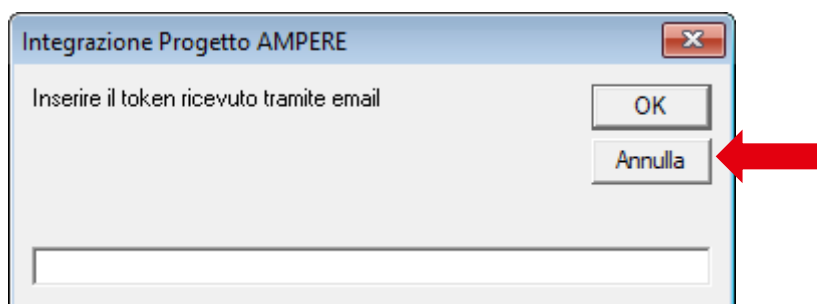 Integrazione Progetto AMPERE
Inserire il token ricevuto tramite email
OK
Annulla